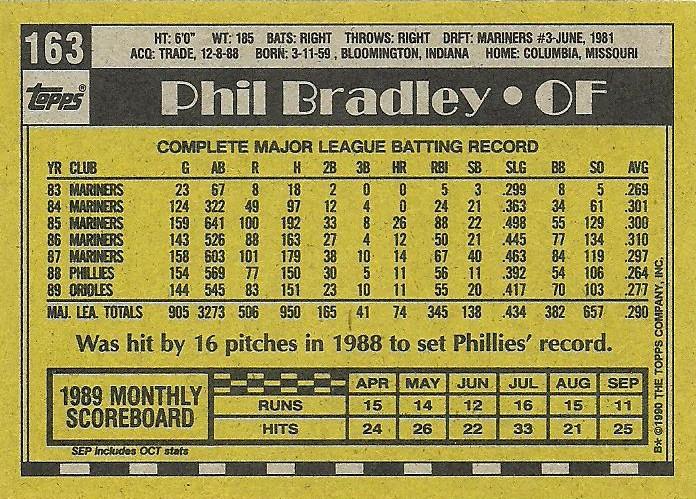 163
HT: 6'0" WT: 185 BATS: RIGHT THROWS: RIGHT DRFT: MARINERS #3-JUNE, 1981
ACQ: TRADE, 12-8-88 BORN: 3-11-59, BLOOMINGTON, INDIANA HOME: COLUMBIA, MISSOURI
topps®
Phil Bradley • OF
COMPLETE MAJOR LEAGUE BATTING RECORD
YR CLUB G AB R H 2B 3B HR RBI SB SLG BB SO AVG
83 MARINERS 23 67 8 18 2 0 0 5 3 .299 8 5 .269
84 MARINERS 124 322 49 97 12 4 0 24 21 .363 34 61 .301
85 MARINERS 159 641 100 192 33 8 26 88 22 .498 55 129 .300
86 MARINERS 143 526 88 163 27 4 12 50 21 .445 77 134 .310
87 MARINERS 158 603 101 179 38 10 14 67 40 .463 84 119 .297
88 PHILLIES 154 569 77 150 30 5 11 56 11 .392 54 106 .264
89 ORIOLES 144 545 83 151 23 10 11 55 20 .417 70 103 .277
MAJ. LEA. TOTALS 905 3273 506 950 165 41 74 345 138 .434 382 657 .290
Was hit by 16 pitches in 1988 to set Phillies' record.
1989 MONTHLY
SCOREBOARD
APR MAY JUN JUL AUG SEP
RUNS 15 14 12 16 15 11
HITS 24 26 22 33 21 25
SEP includes OCT stats
B* ©1990 THE TOPPS COMPANY, INC.